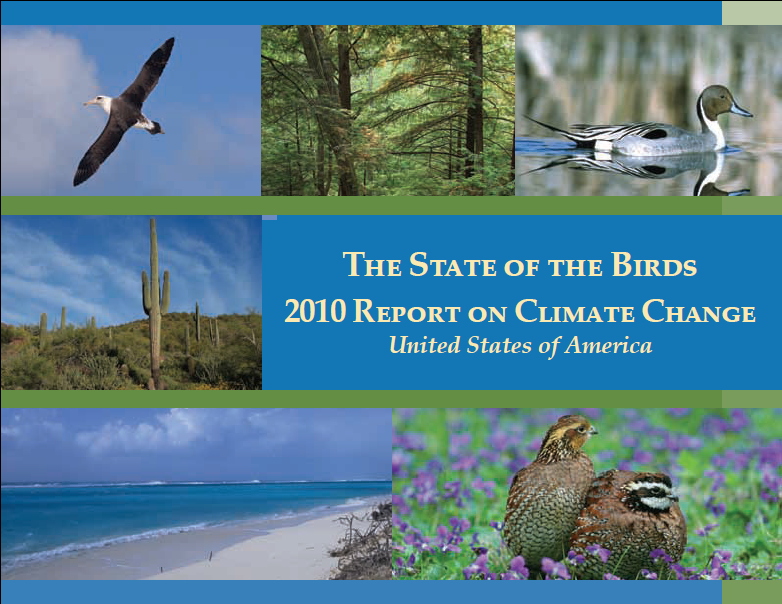 The State of the Birds
2010 Report on Climate Change
United States of America